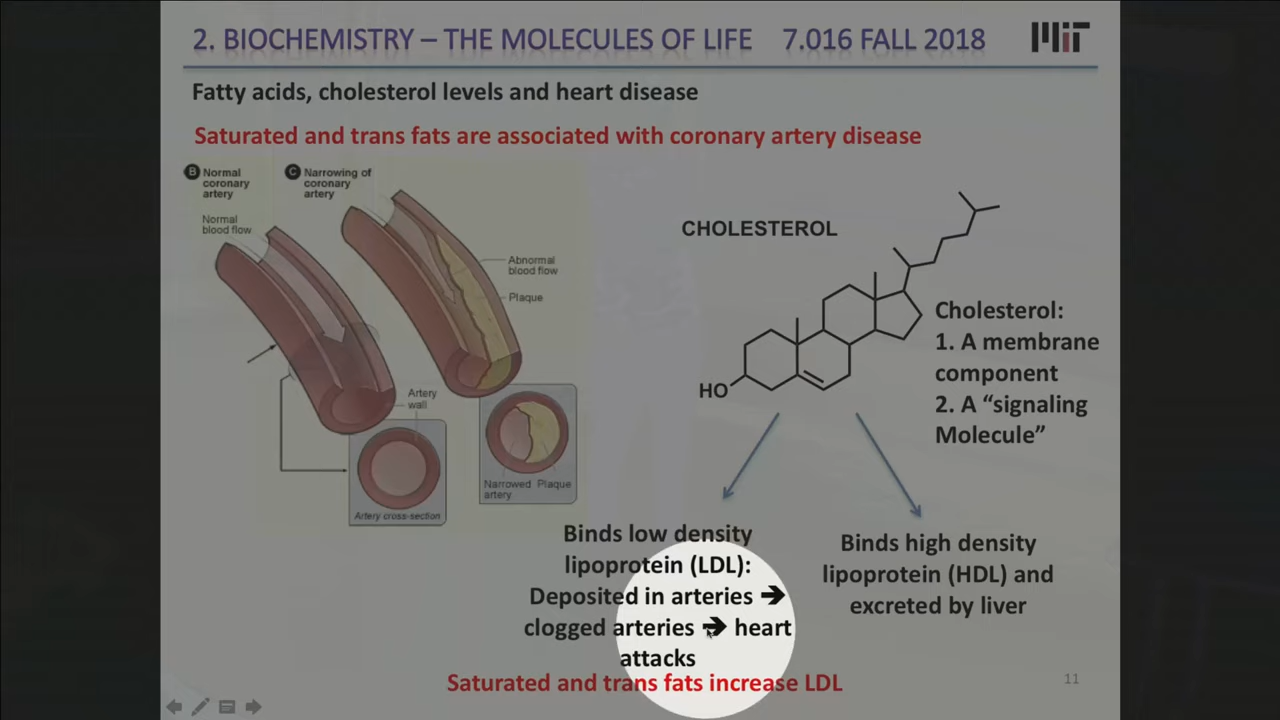 2. BIOCHEMISTRY – THE MOLECULES OF LIFE 7.016 FALL 2018
MIT
Fatty acids, cholesterol levels and heart disease
Saturated and trans fats are associated with coronary artery disease
B Normal
coronary
artery
Normal
blood flow
C Narrowing of
coronary
artery
Abnormal
blood flow
Plaque
Artery
wall
Artery cross-section
Narrowed Plaque
artery
CHOLESTEROL
HO
Cholesterol:
1. A membrane
component
2. A “signaling
Molecule”
Binds low density
lipoprotein (LDL):
Deposited in arteries ➔
clogged arteries ➔ heart
attacks
Binds high density
lipoprotein (HDL) and
excreted by liver
Saturated and trans fats increase LDL
11